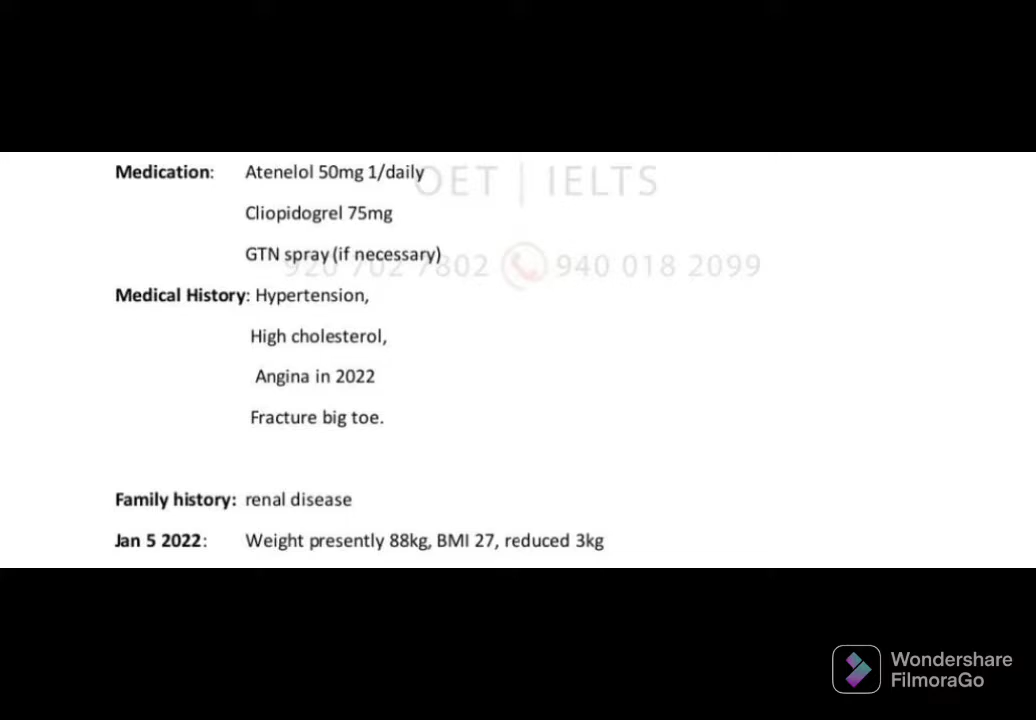 Medication: Atenelol 50mg 1/daily
OET | IELTS
Cliopidogrel 75mg
GTN spray (if necessary)
920 702 7802 940 018 2099
Medical History: Hypertension,
High cholesterol,
Angina in 2022
Fracture big toe.
Family history: renal disease
Jan 5 2022: Weight presently 88kg, BMI 27, reduced 3kg
Wondershare
FilmoraGo